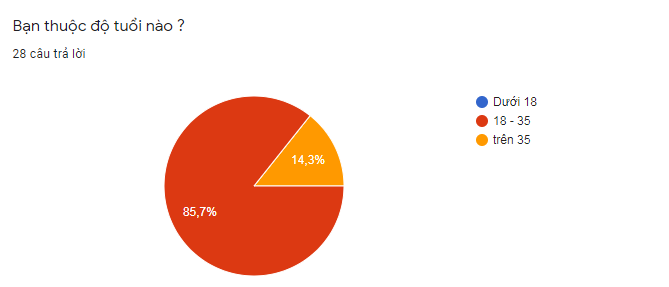 Bạn thuộc độ tuổi nào ?
28 câu trả lời
Dưới 18
18 - 35
trên 35
14,3%
85,7%